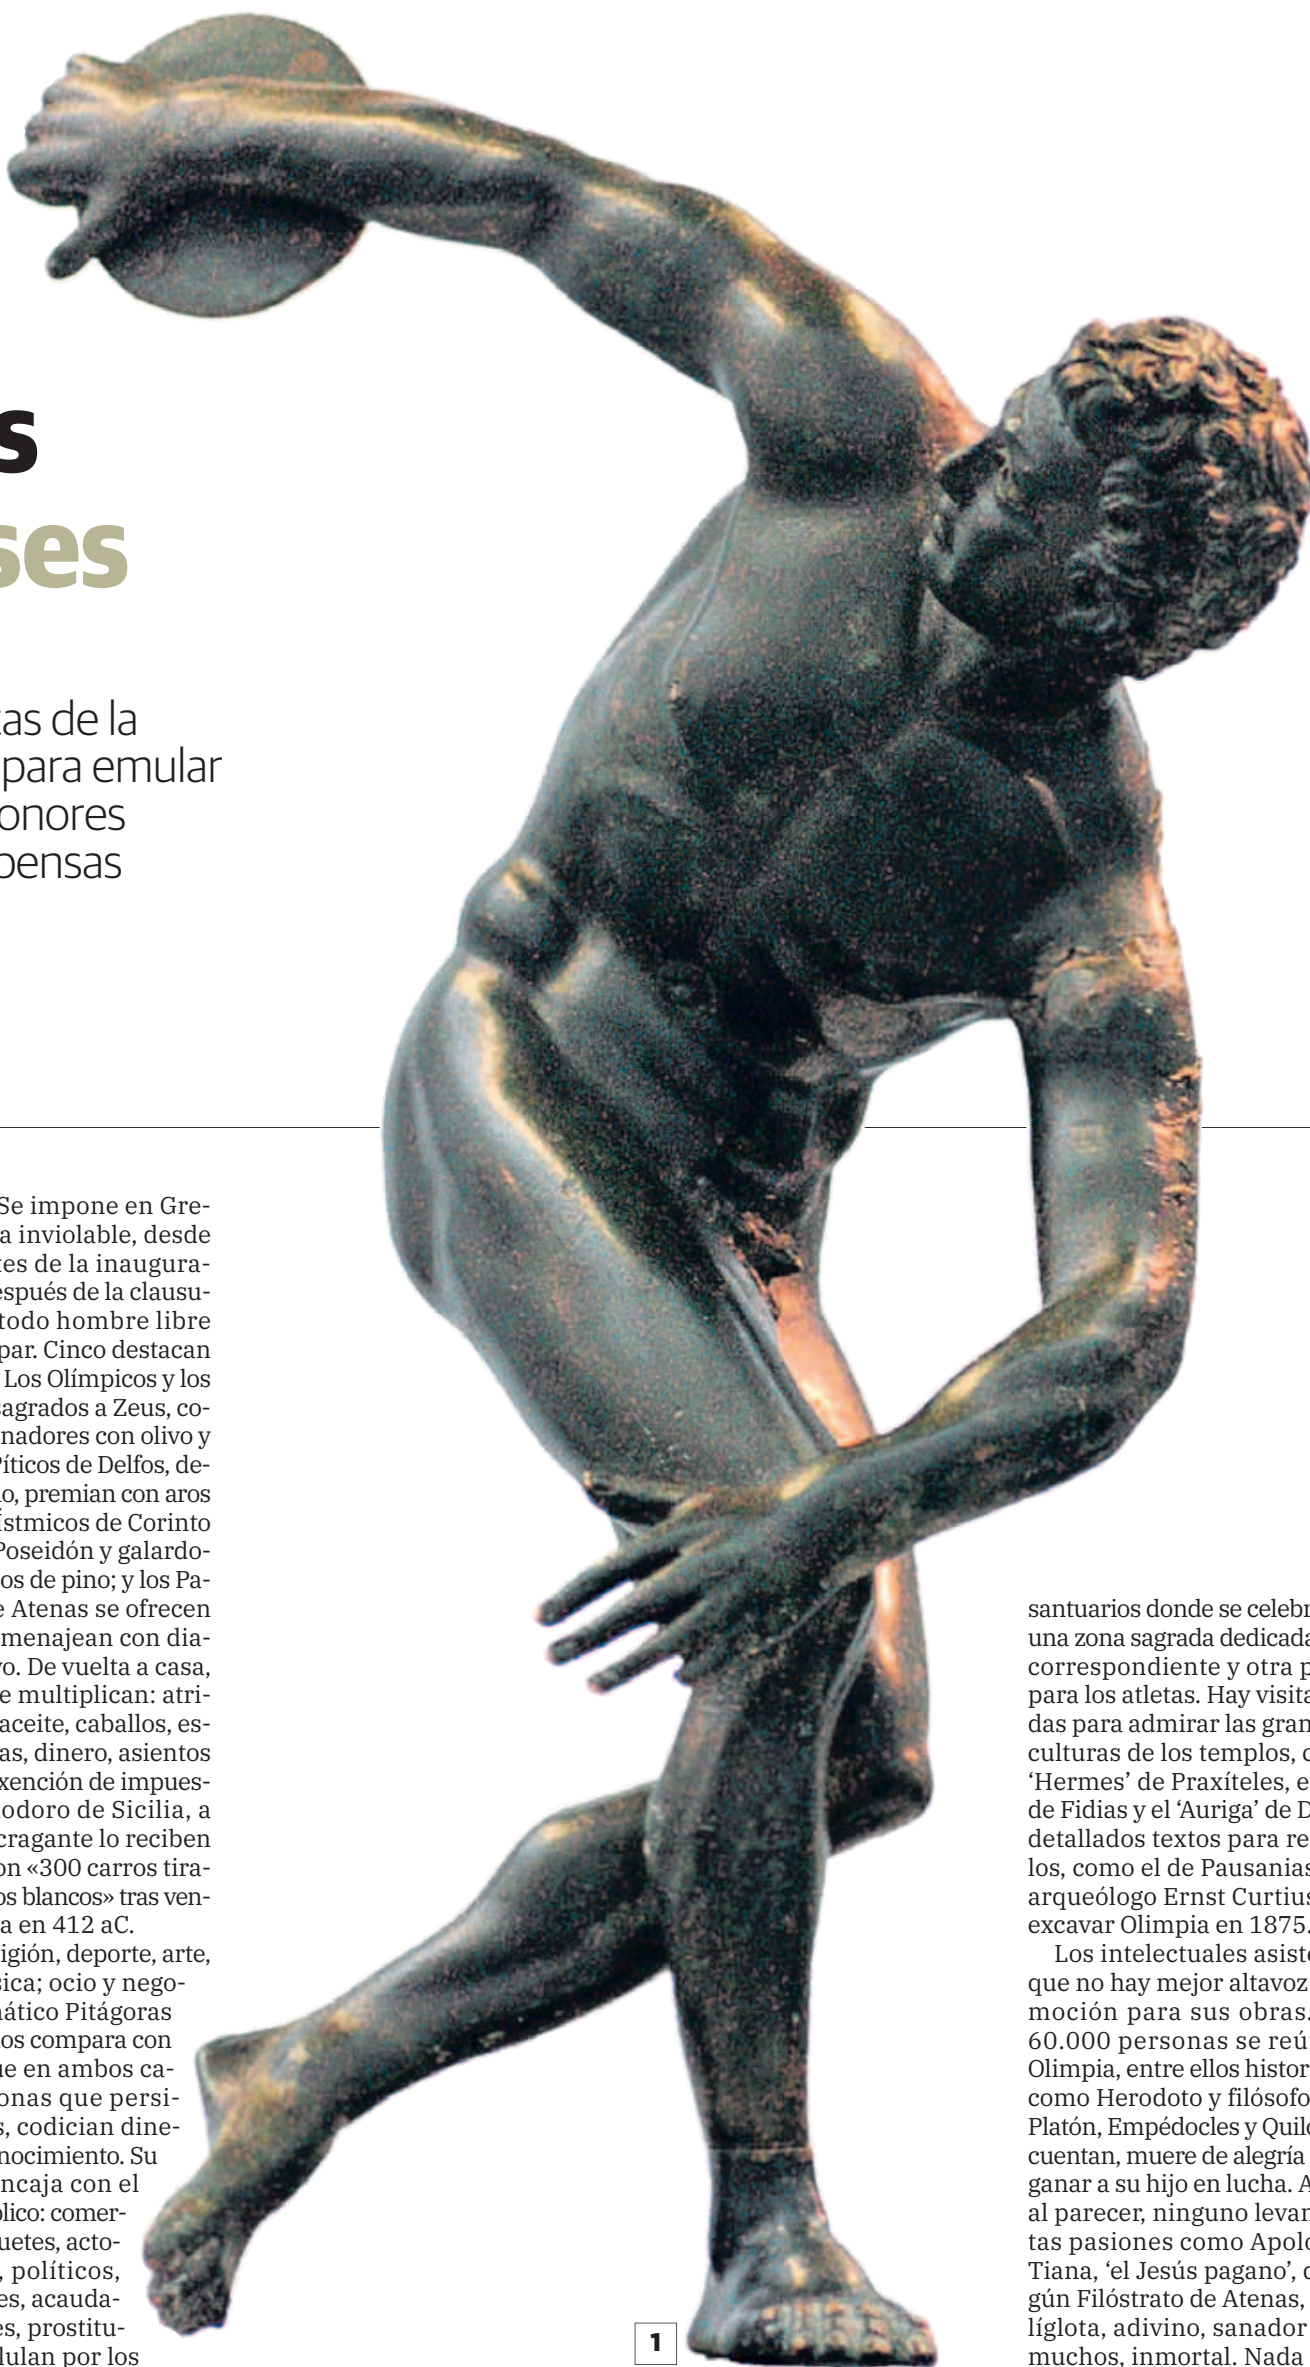 s
ses
as de la
para emular
onores
pensas
Se impone en Gre-
a inviolable, desde
tes de la inaugura-
espués de la clausu-
todo hombre libre
par. Cinco destacan
Los Olímpicos y los
sagrados a Zeus, co-
nadores con olivo y
Píticos de Delfos, de-
o, premian con aros
Ístmicos de Corinto
Poseidón y galardo-
os de pino; y los Pa-
e Atenas se ofrecen
menajean con dia-
vo. De vuelta a casa,
e multiplican: atri-
aceite, caballos, es-
as, dinero, asientos
xención de impues-
odoro de Sicilia, a
cragante lo reciben
on «300 carros tira-
os blancos» tras ven-
a en 412 aC.
igión, deporte, arte,
sica; ocio y nego-
nático Pitágoras
los compara con
ue en ambos ca-
onas que persi-
s, codician dine-
nocimiento. Su
ncaja con el
blico: comer-
uetes, acto-
, políticos,
es, acauda-
es, prostitu-
lulan por los
1
santuarios donde se celebr
una zona sagrada dedicada
correspondiente y otra p
para los atletas. Hay visita
das para admirar las gran
culturas de los templos, c
‘Hermes’ de Praxíteles, e
de Fidias y el ‘Auriga’ de D
detallados textos para re
los, como el de Pausanias
arqueólogo Ernst Curtius
excavar Olimpia en 1875.
Los intelectuales asiste
que no hay mejor altavoz
moción para sus obras.
60.000 personas se reú
Olimpia, entre ellos histor
como Herodoto y filósofo
Platón, Empédocles y Quilo
cuentan, muere de alegría
ganar a su hijo en lucha. A
al parecer, ninguno levan
tas pasiones como Apolo
Tiana, ‘el Jesús pagano’, q
gún Filóstrato de Atenas,
líglota, adivino, sanador
muchos, inmortal. Nada